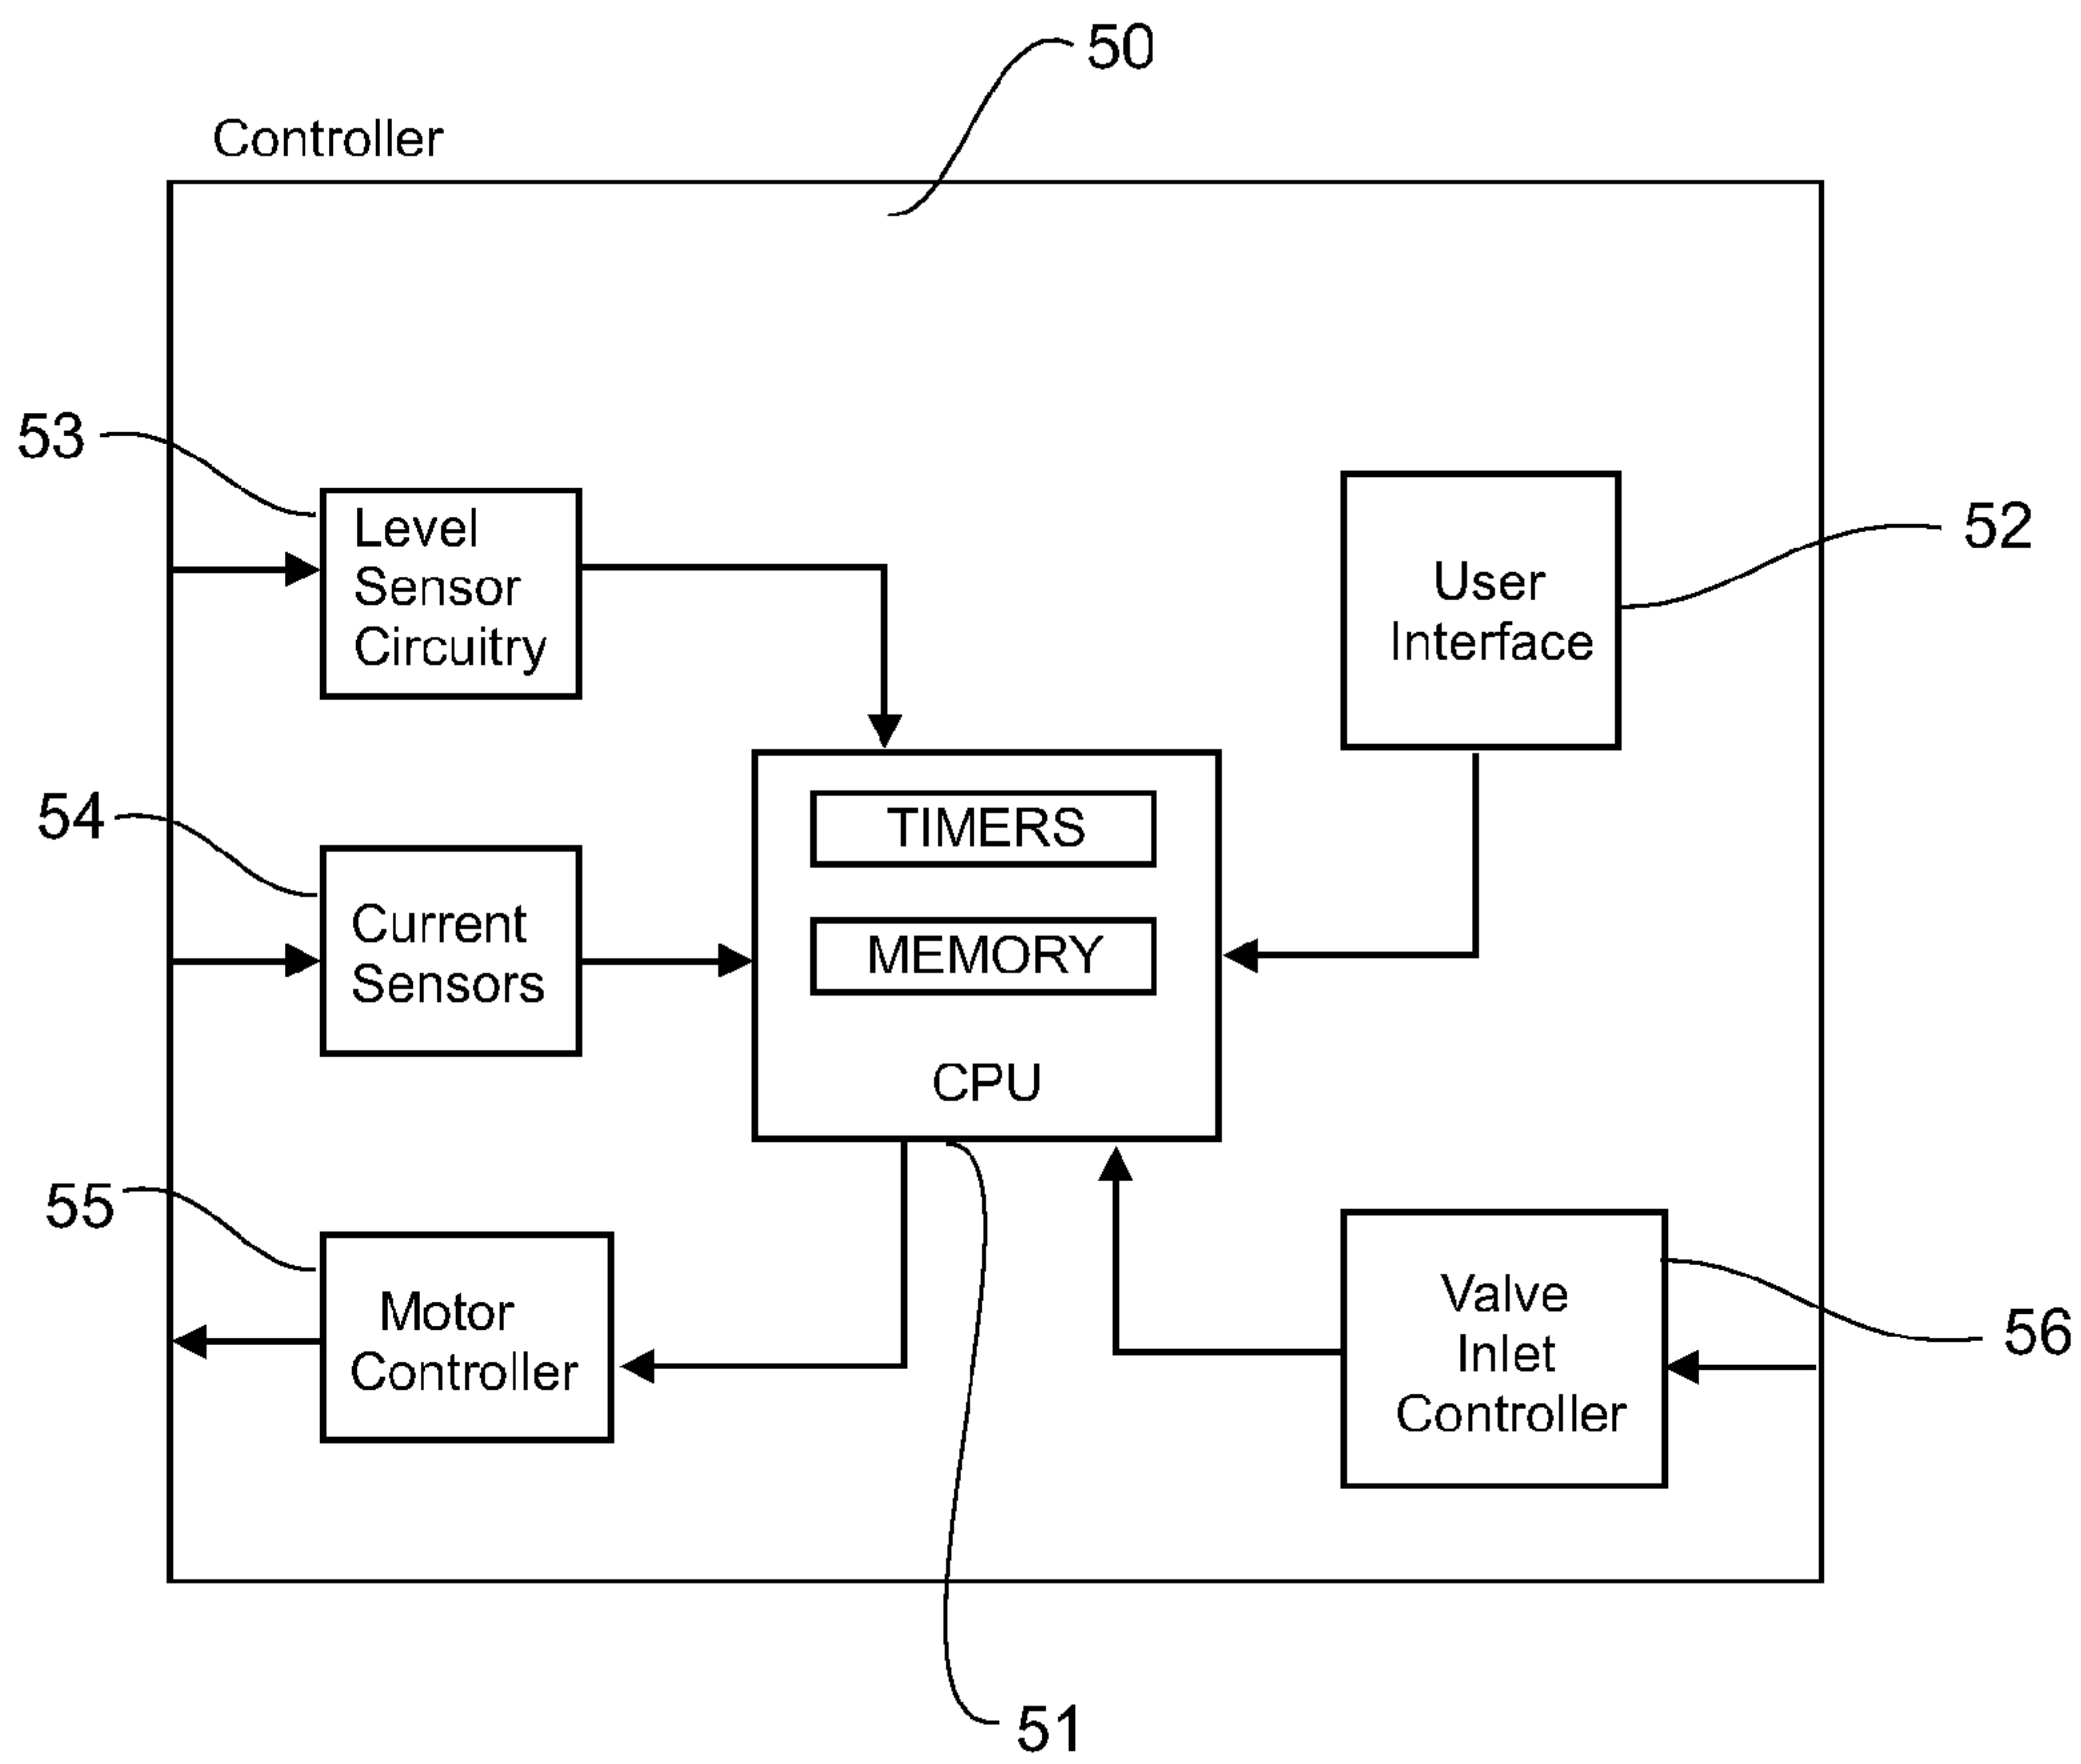 50
Controller
53
Level
Sensor
Circuitry
User
Interface
52
54
Current
Sensors
TIMERS
MEMORY
CPU
55
Motor
Controller
Valve
Inlet
Controller
56
51